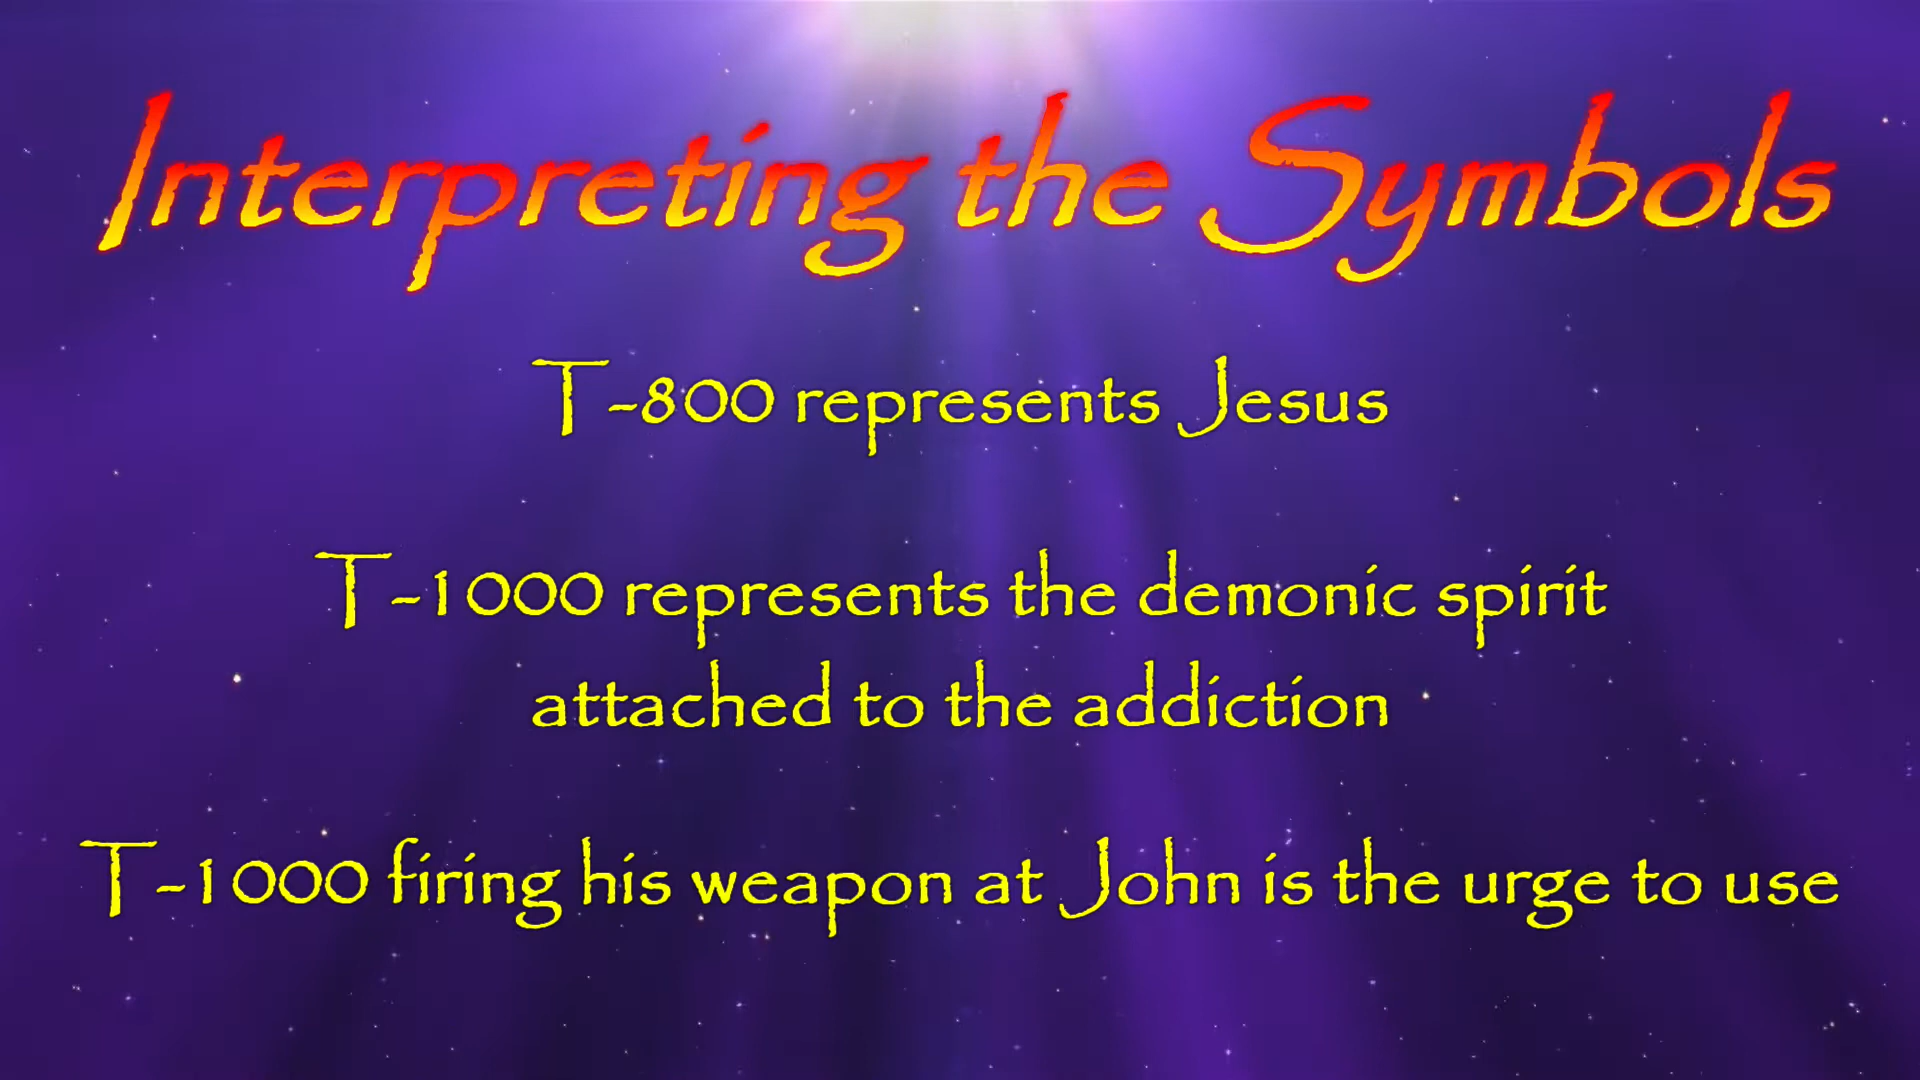 Interpreting the Symbols
T-800 represents Jesus
T-1000 represents the demonic spirit
attached to the addiction
T-1000 firing his weapon at John is the urge to use